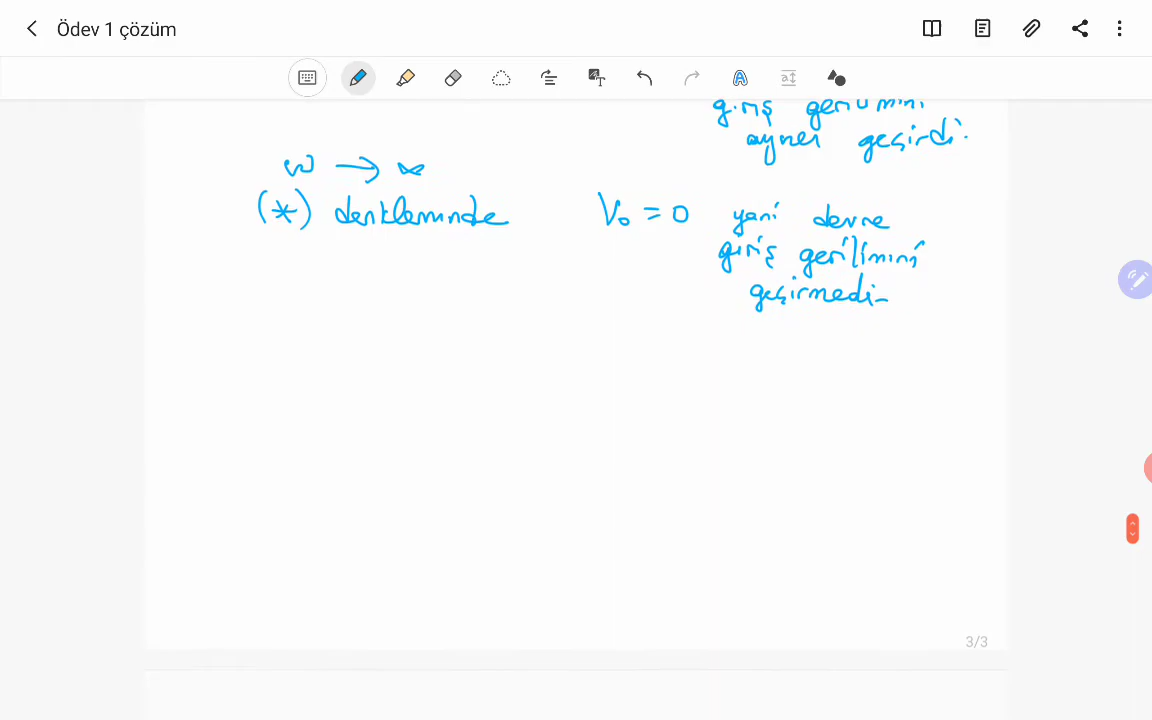 Ödev 1 çözüm
giriş gerilimini
aynen geçirdi.
w → ∞
(*) denkleminde V₀ = 0 yani devre
giriş gerilimini
geçirmedi-
3/3